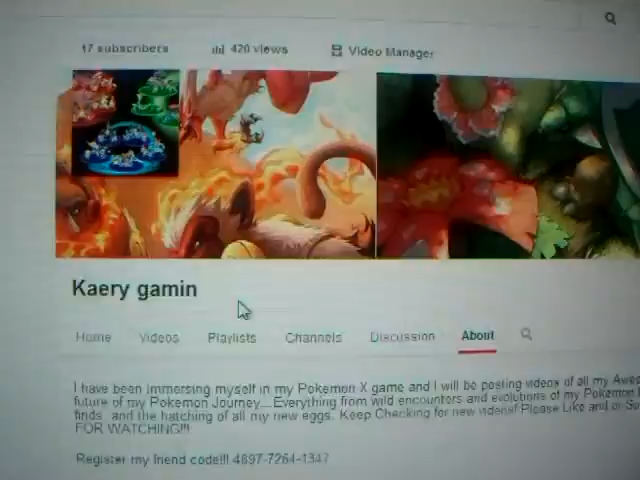 17 subscribers 420 views Video Manager
Kaery gamin
Home Videos Playlists Channels Discussion About
I have been immersing myself in my Pokemon X game and I will be posting videos of all my
future of my Pokemon Journey....Everything from wild encounters and evolutions of my Pokemon
finds, and the hatching of all my new eggs. Keep Checking for new videos! Please Like and or
FOR WATCHING!!!
Register my friend code!!! 4897-7264-1347